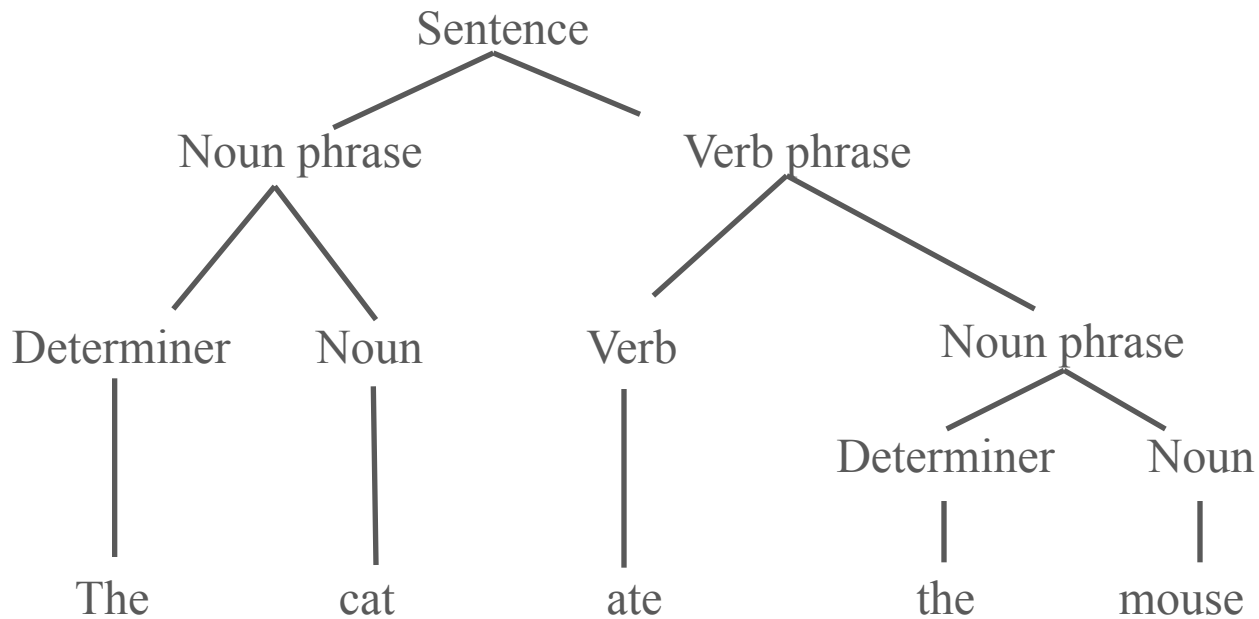 Sentence
Noun phrase Verb phrase
Determiner Noun Verb Noun phrase
Determiner Noun
The cat ate the mouse